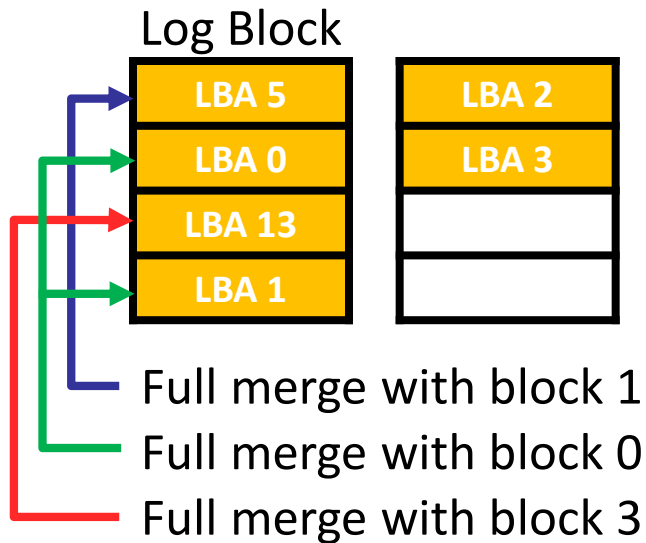 Log Block
LBA 5
LBA 0
LBA 13
LBA 1
LBA 2
LBA 3
Full merge with block 1
Full merge with block 0
Full merge with block 3